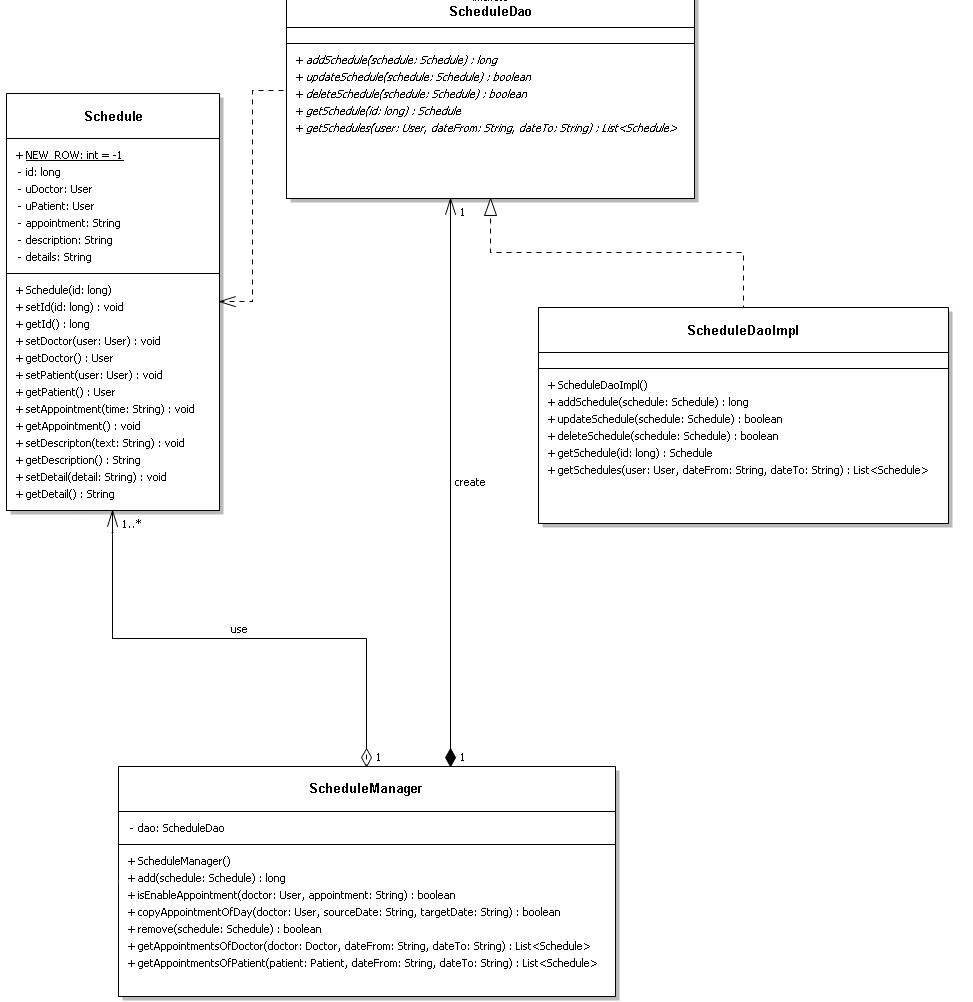 ScheduleDao
+ addSchedule(schedule: Schedule) : long
+ updateSchedule(schedule: Schedule) : boolean
+ deleteSchedule(schedule: Schedule) : boolean
+ getSchedule(id: long) : Schedule
+ getSchedules(user: User, dateFrom: String, dateTo: String) : List<Schedule>
Schedule
+ NEW_ROW: int = -1
- id: long
- uDoctor: User
- uPatient: User
- appointment: String
- description: String
- details: String
+ Schedule(id: long)
+ setId(id: long) : void
+ getId() : long
+ setDoctor(user: User) : void
+ getDoctor() : User
+ setPatient(user: User) : void
+ getPatient() : User
+ setAppointment(time: String) : void
+ getAppointment() : void
+ setDescripton(text: String) : void
+ getDescription() : String
+ setDetail(detail: String) : void
+ getDetail() : String
1
ScheduleDaoImpl
+ ScheduleDaoImpl()
+ addSchedule(schedule: Schedule) : long
+ updateSchedule(schedule: Schedule) : boolean
+ deleteSchedule(schedule: Schedule) : boolean
+ getSchedule(id: long) : Schedule
+ getSchedules(user: User, dateFrom: String, dateTo: String) : List<Schedule>
create
1..*
use
1
1
ScheduleManager
- dao: ScheduleDao
+ ScheduleManager()
+ add(schedule: Schedule) : long
+ isEnableAppointment(doctor: User, appointment: String) : boolean
+ copyAppointmentOfDay(doctor: User, sourceDate: String, targetDate: String) : boolean
+ remove(schedule: Schedule) : boolean
+ getAppointmentsOfDoctor(doctor: Doctor, dateFrom: String, dateTo: String) : List<Schedule>
+ getAppointmentsOfPatient(patient: Patient, dateFrom: String, dateTo: String) : List<Schedule>